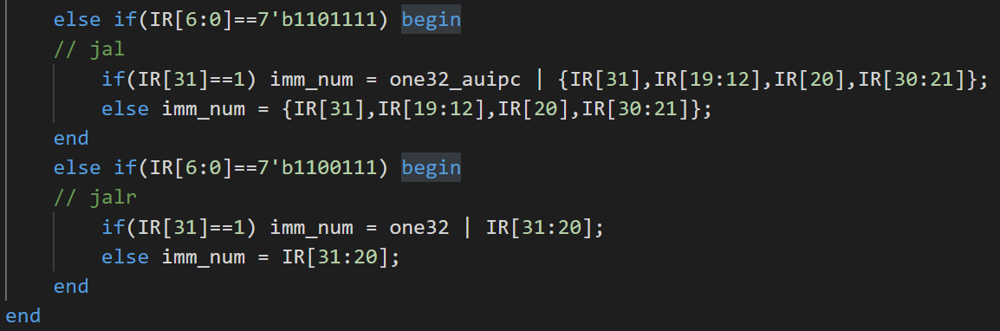 else if(IR[6:0]==7'b1101111) begin
// jal
if(IR[31]==1) imm_num = one32_auipc | {IR[31],IR[19:12],IR[20],IR[30:21]};
else imm_num = {IR[31],IR[19:12],IR[20],IR[30:21]};
end
else if(IR[6:0]==7'b1100111) begin
// jalr
if(IR[31]==1) imm_num = one32 | IR[31:20];
else imm_num = IR[31:20];
end
end